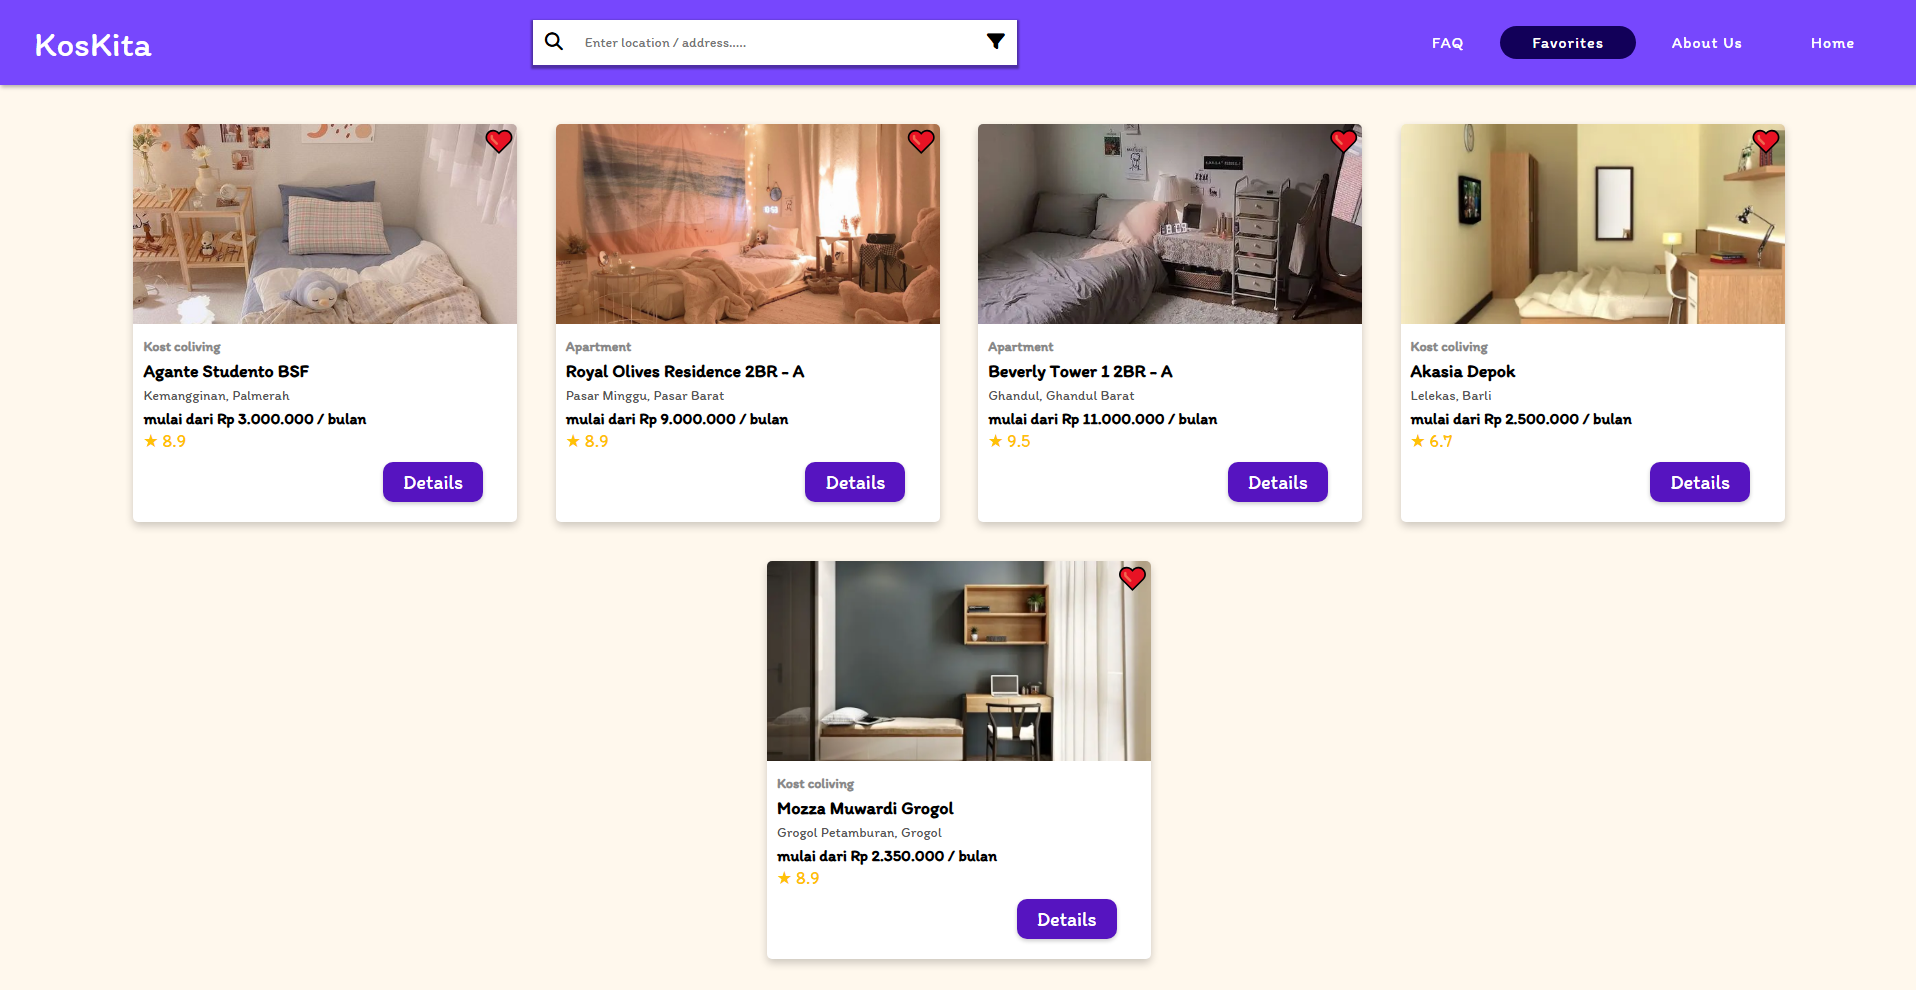 KosKita
Enter location / address.....
FAQ
Favorites
About Us
Home
Kost coliving
Agante Studento BSF
Kemangginan, Palmerah
mulai dari Rp 3.000.000 / bulan
★ 8.9
Details
Apartment
Royal Olives Residence 2BR - A
Pasar Minggu, Pasar Barat
mulai dari Rp 9.000.000 / bulan
★ 8.9
Details
Apartment
Beverly Tower 1 2BR - A
Ghandul, Ghandul Barat
mulai dari Rp 11.000.000 / bulan
★ 9.5
Details
Kost coliving
Akasia Depok
Lelekas, Barli
mulai dari Rp 2.500.000 / bulan
★ 6.7
Details
Kost coliving
Mozza Muwardi Grogol
Grogol Petamburan, Grogol
mulai dari Rp 2.350.000 / bulan
★ 8.9
Details